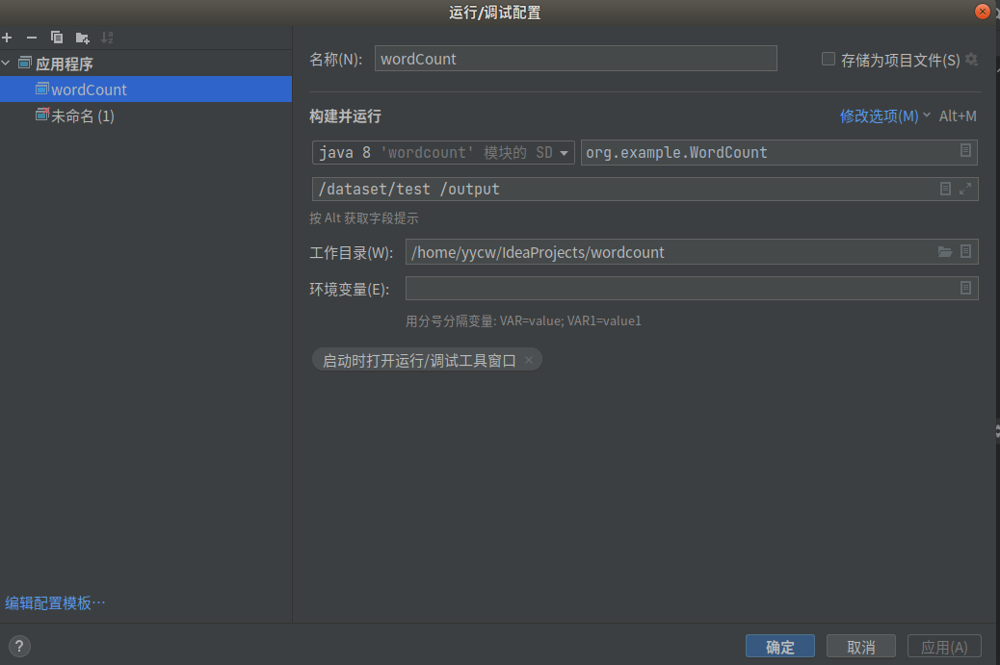 运行/调试配置
应用程序
wordCount
未命名 (1)
名称(N): wordCount 存储为项目文件(S)
构建并运行 修改选项(M) Alt+M
java 8 'wordcount' 模块的 SD org.example.WordCount
/dataset/test /output
按 Alt 获取字段提示
工作目录(W): /home/yycw/IdeaProjects/wordcount
环境变量(E):
用分号分隔变量: VAR=value; VAR1=value1
启动时打开运行/调试工具窗口
编辑配置模板…
? 确定 取消 应用(A)